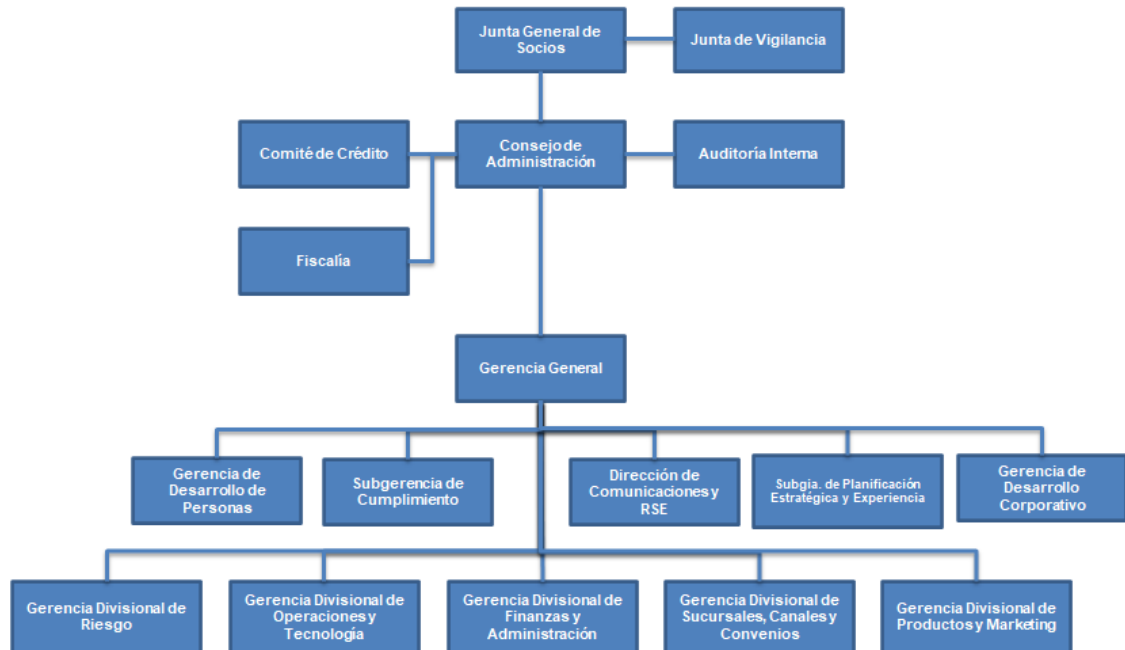 Junta General de
Socios
Junta de Vigilancia
Comité de Crédito
Consejo de
Administración
Auditoría Interna
Fiscalía
Gerencia General
Gerencia de
Desarrollo de
Personas
Subgerencia de
Cumplimiento
Dirección de
Comunicaciones y
RSE
Subgia. de Planificación
Estratégica y Experiencia
Gerencia de
Desarrollo
Corporativo
Gerencia Divisional de
Riesgo
Gerencia Divisional de
Operaciones y
Tecnología
Gerencia Divisional de
Finanzas y
Administración
Gerencia Divisional de
Sucursales, Canales y
Convenios
Gerencia Divisional de
Productos y Marketing